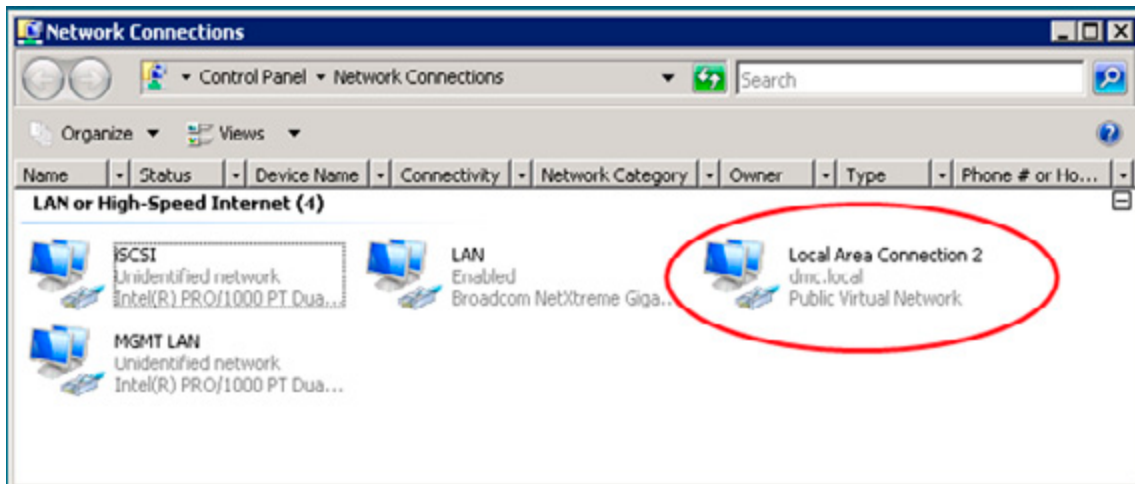 Network Connections
Control Panel Network Connections
Search
Organize Views
Name Status Device Name Connectivity Network Category Owner Type Phone # or Ho...
LAN or High-Speed Internet (4)
iSCSI
Unidentified network
Intel(R) PRO/1000 PT Dua...
LAN
Enabled
Broadcom NetXtreme Giga...
Local Area Connection 2
dmc.local
Public Virtual Network
MGMT LAN
Unidentified network
Intel(R) PRO/1000 PT Dua...